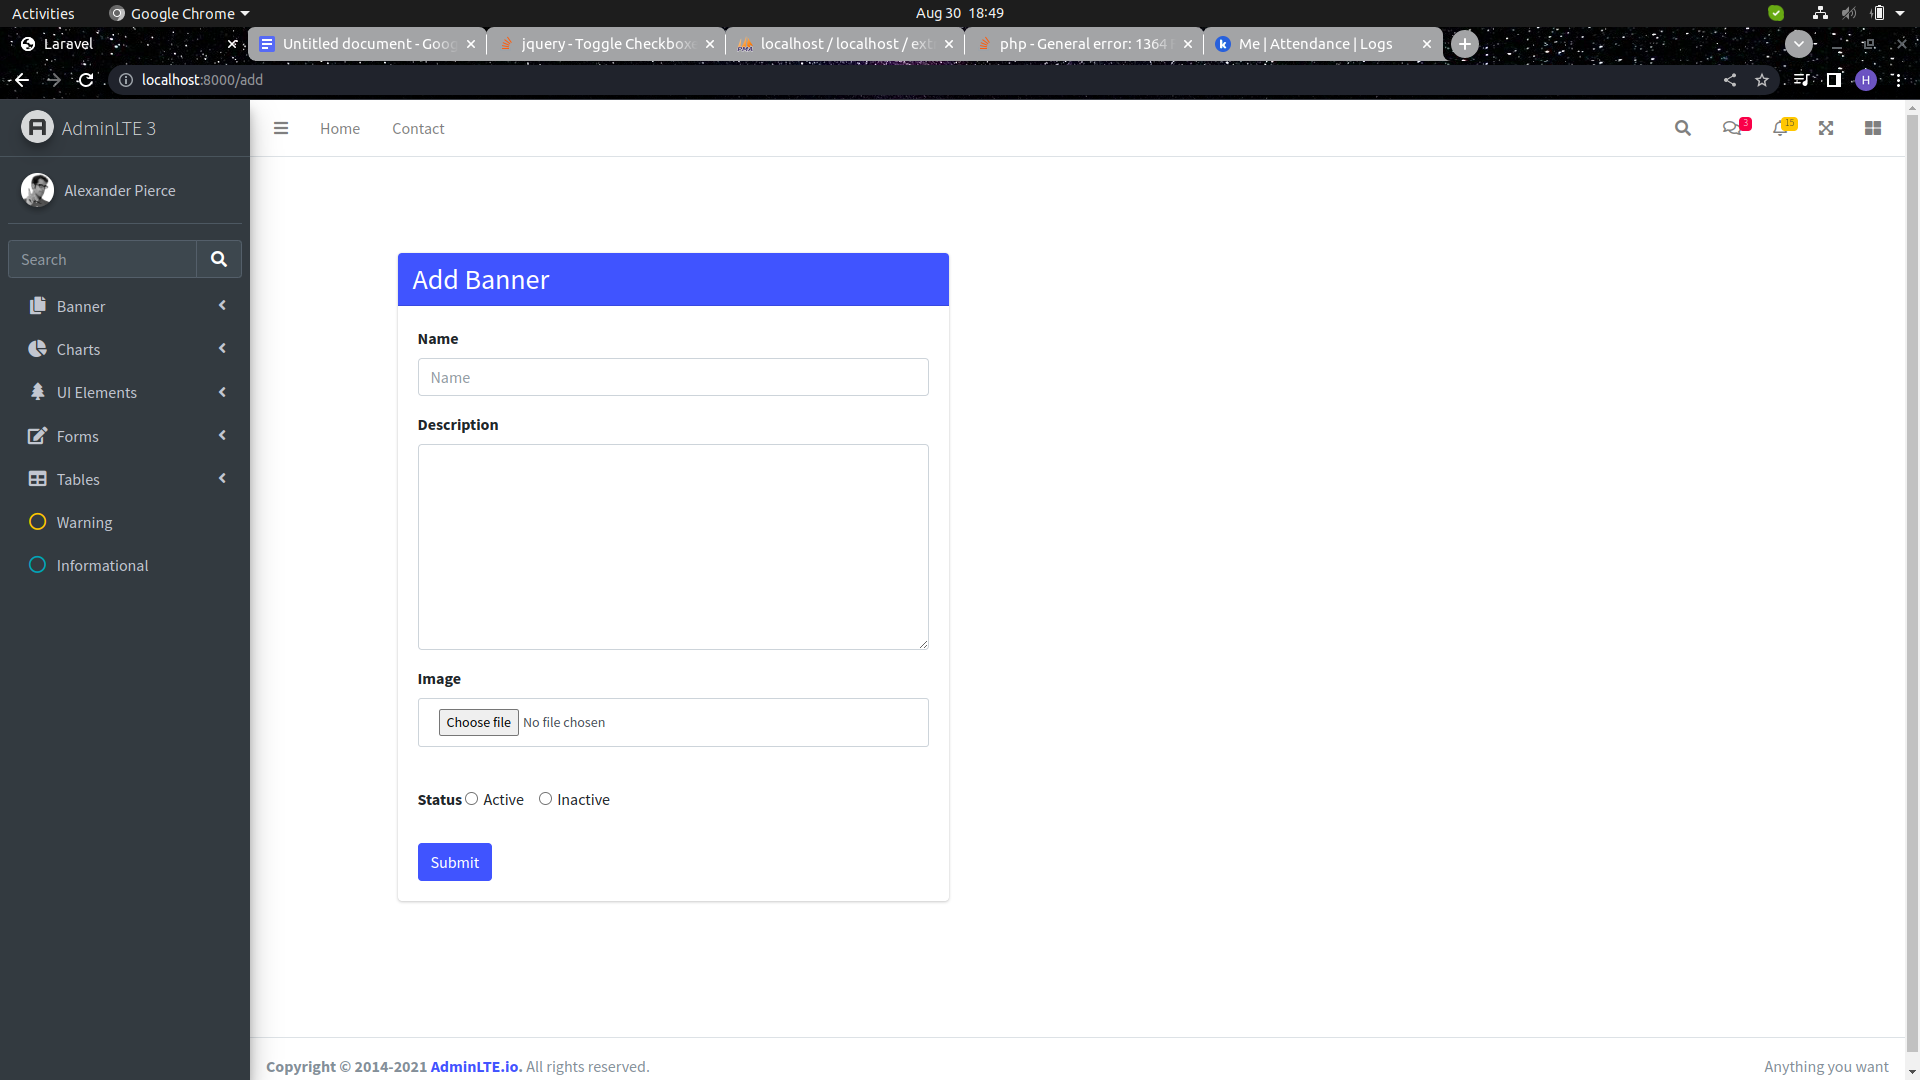 Activities Google Chrome Aug 30 18:49
Laravel Untitled document - Goog jquery - Toggle Checkboxe localhost / localhost / ext php - General error: 1364 Me | Attendance | Logs
localhost:8000/add H
AdminLTE 3 Home Contact 3 15
Alexander Pierce
Search
Banner
Charts
UI Elements
Forms
Tables
Warning
Informational
Add Banner
Name
Name
Description
Image
Choose file No file chosen
Status Active Inactive
Submit
Copyright © 2014-2021 AdminLTE.io. All rights reserved. Anything you want